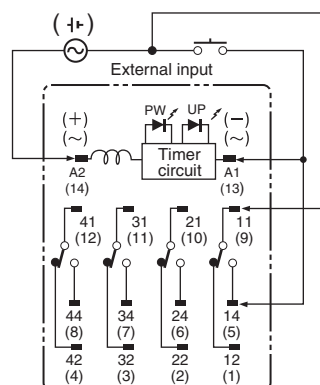 External input
PW UP
(+) (−)
(~) (~)
Timer
circuit
A2 A1
(14) (13)
41 31 21 11
(12) (11) (10) (9)
44 34 24 14
(8) (7) (6) (5)
42 32 22 12
(4) (3) (2) (1)